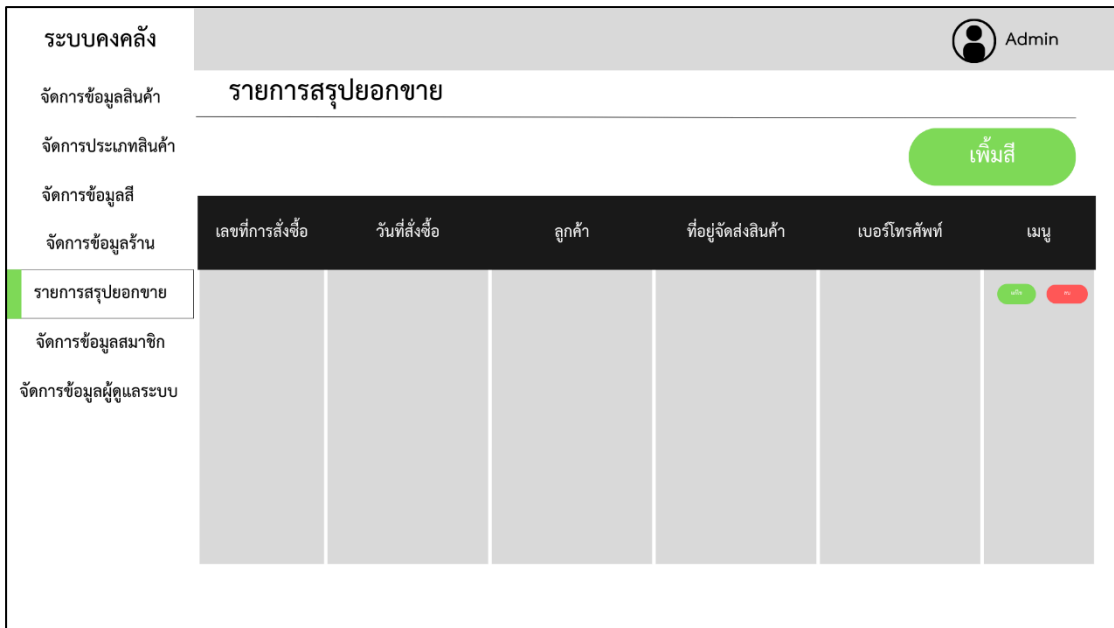 ระบบคงคลัง
Admin
จัดการข้อมูลสินค้า
รายการสรุปยอกขาย
จัดการประเภทสินค้า
เพิ้มสี
จัดการข้อมูลสี
เลขที่การสั่งซื้อ วันที่สั่งซื้อ ลูกค้า ที่อยู่จัดส่งสินค้า เบอร์โทรศัพท์ เมนู
จัดการข้อมูลร้าน
รายการสรุปยอกขาย
จัดการข้อมูลสมาชิก
จัดการข้อมูลผู้ดูแลระบบ